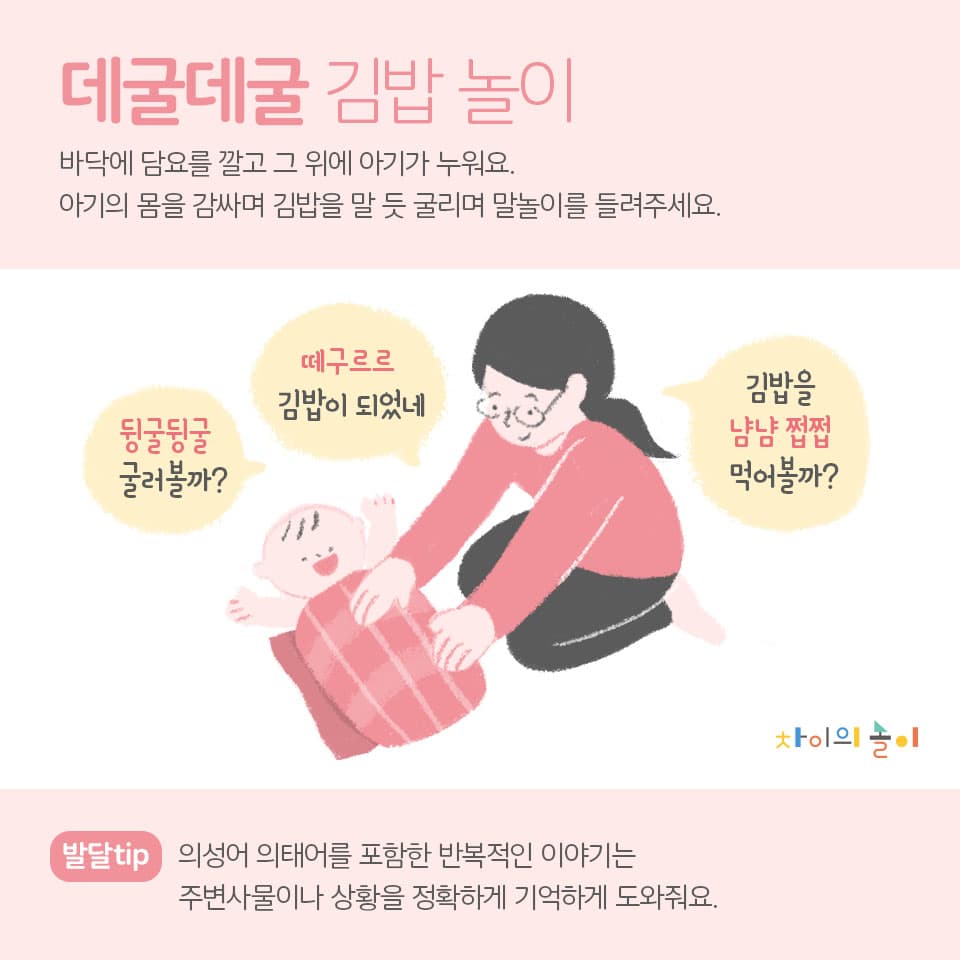 데굴데굴 김밥 놀이
바닥에 담요를 깔고 그 위에 아기가 누워요.
아기의 몸을 감싸며 김밥을 말 듯 굴리며 말놀이를 들려주세요.
뒹굴뒹굴
굴러볼까?
떼구르르
김밥이 되었네
김밥을
냠냠 쩝쩝
먹어볼까?
차이의 놀이
발달tip
의성어 의태어를 포함한 반복적인 이야기는
주변사물이나 상황을 정확하게 기억하게 도와줘요.